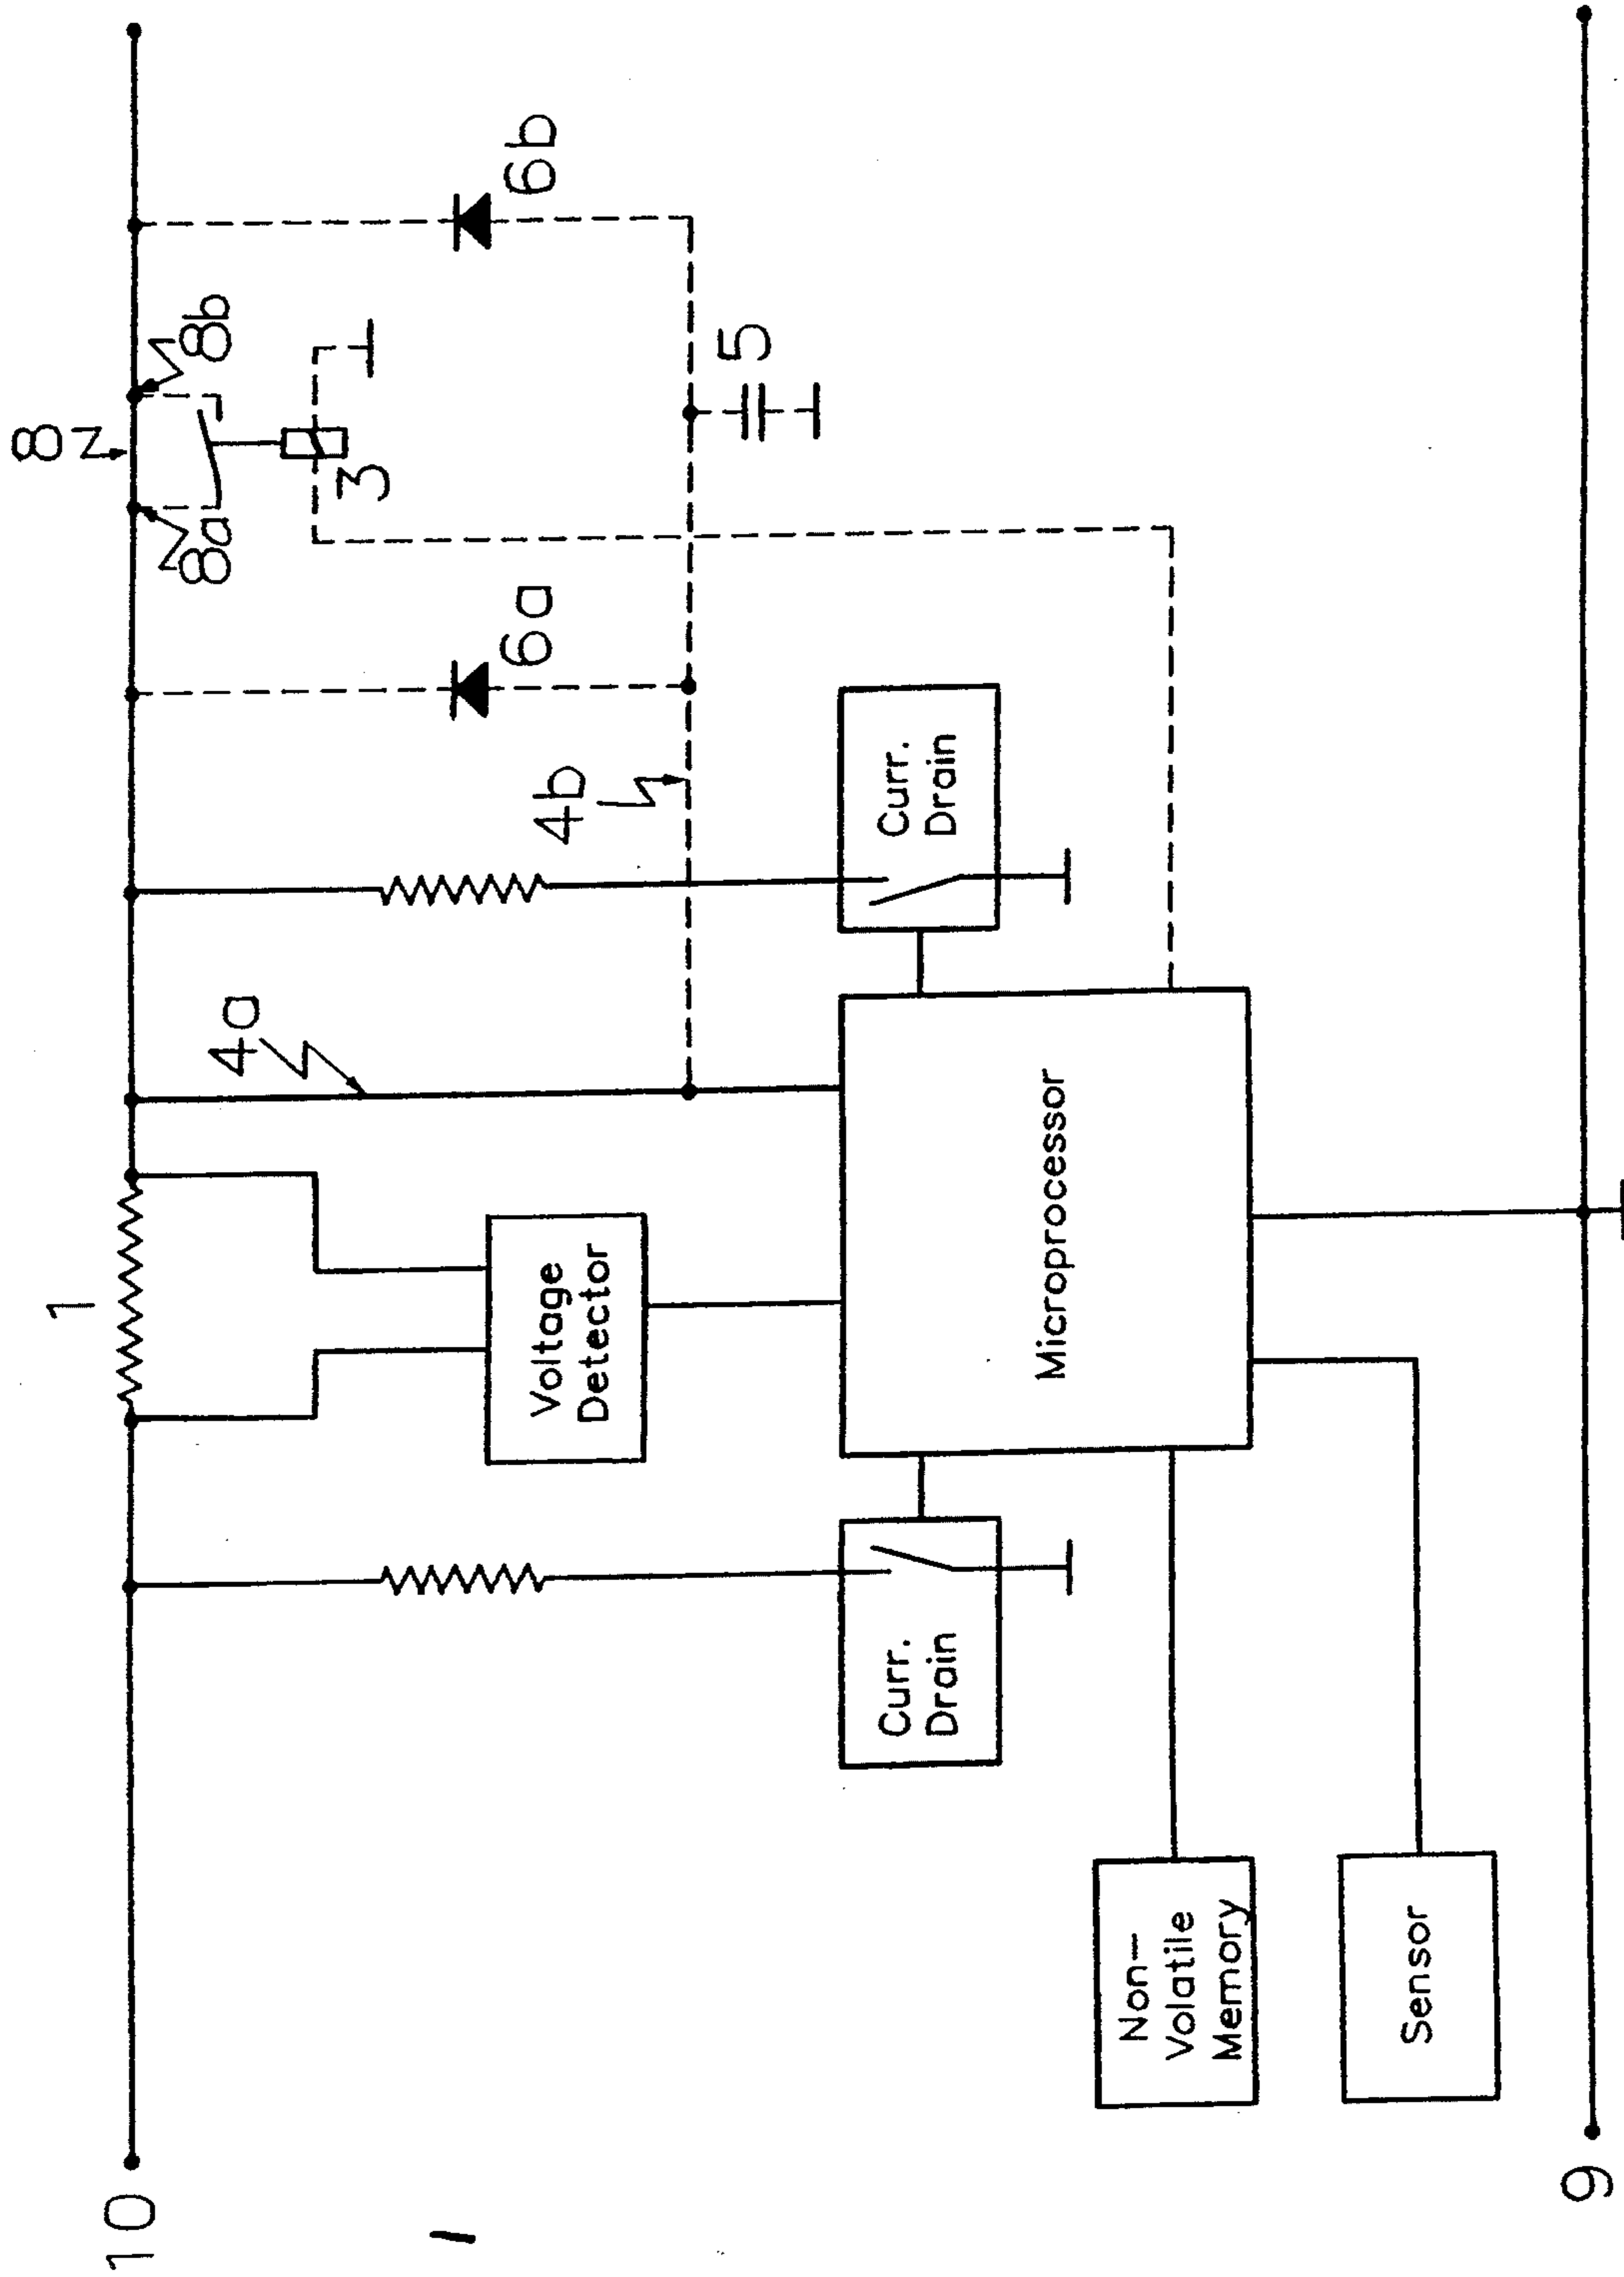 8
8a
8b
1
4a
3
6a
6b
4b
5
Voltage
Detector
Curr.
Drain
Curr.
Drain
Microprocessor
Non-
Volatile
Memory
Sensor
10
9